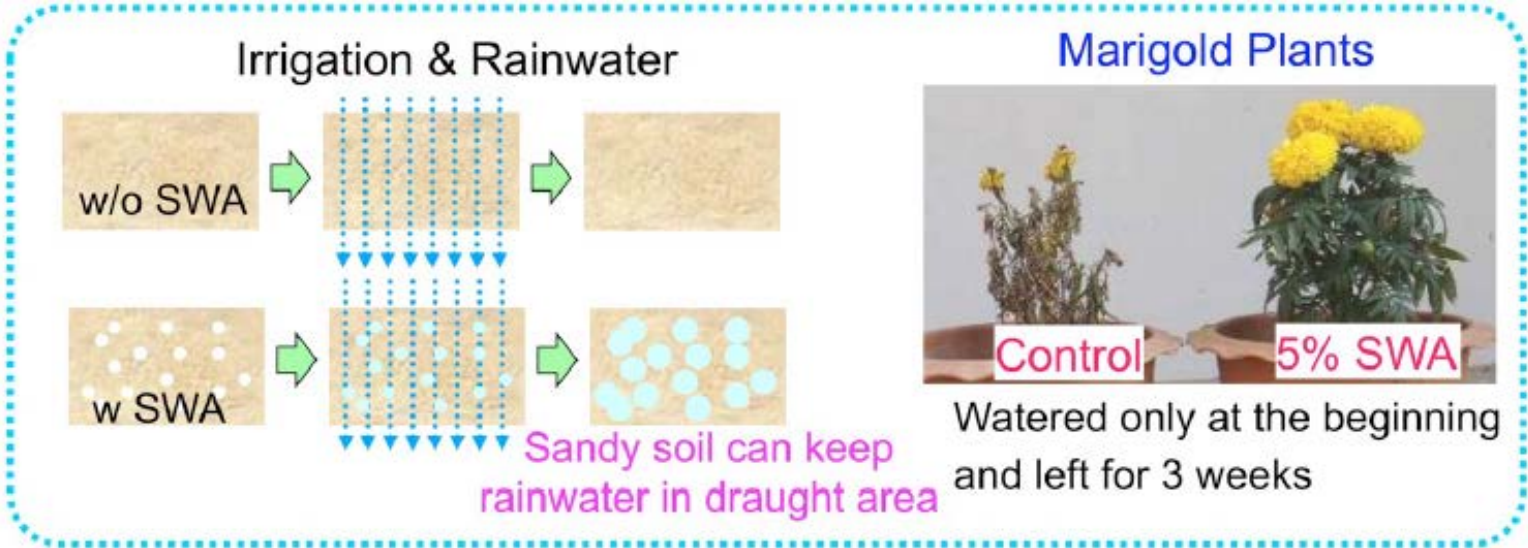 Irrigation & Rainwater
w/o SWA
w SWA
Sandy soil can keep
rainwater in draught area
Marigold Plants
Control
5% SWA
Watered only at the beginning
and left for 3 weeks